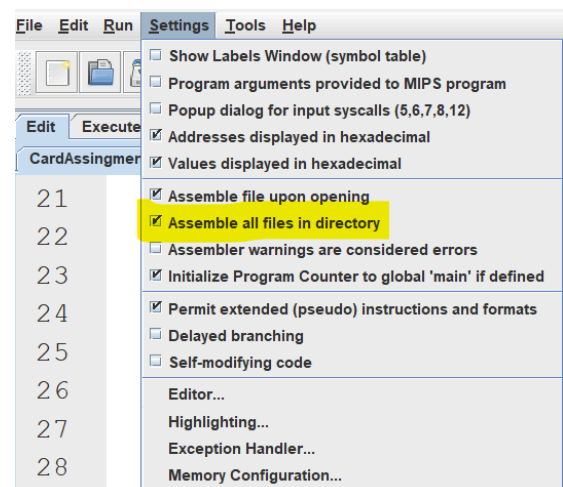 File Edit Run Settings Tools Help
Show Labels Window (symbol table)
Program arguments provided to MIPS program
Popup dialog for input syscalls (5,6,7,8,12)
Addresses displayed in hexadecimal
Values displayed in hexadecimal
Assemble file upon opening
Assemble all files in directory
Assembler warnings are considered errors
Initialize Program Counter to global 'main' if defined
Permit extended (pseudo) instructions and formats
Delayed branching
Self-modifying code
Editor...
Highlighting...
Exception Handler...
Memory Configuration...
Edit Execute
CardAssingmer
21
22
23
24
25
26
27
28